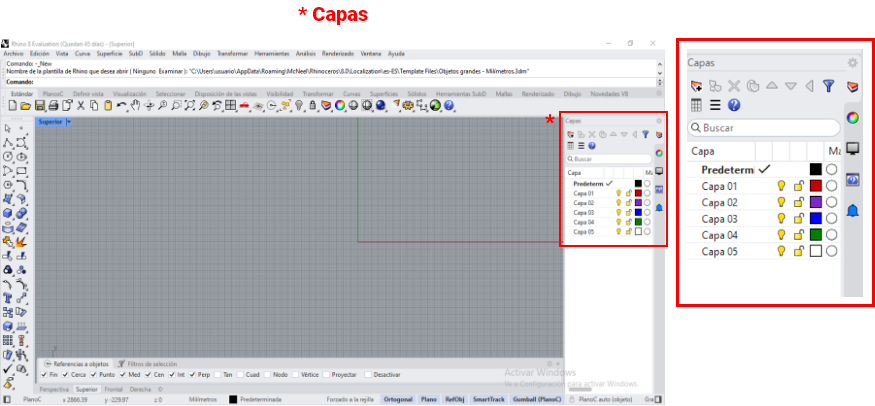 * Capas
Rhino 8 Evaluation (Quedan 45 días) - [Superior]
Archivo Edición Vista Curva Superficie SubD Sólido Malla Dibujo Transformar Herramientas Análisis Renderizado Ventana Ayuda
Comando: -_New
Nombre de la plantilla de Rhino que desea abrir ( Ninguno Examinar ): "C:\Users\usuario\AppData\Roaming\McNeel\Rhinoceros\8.0\Localization\es-ES\Template Files\Objetos grandes - Milímetros.3dm"
Comando:
Estándar PlanosC Definir vista Visualización Seleccionar Disposición de las vistas Visibilidad Transformar Curvas Superficies Sólidos Herramientas SubD Mallas Renderizado Dibujo Novedades V8
Superior
*
Capas
Buscar
Capa Ma
Predeterm
Capa 01
Capa 02
Capa 03
Capa 04
Capa 05
Capas
Buscar
Capa Ma
Predeterm
Capa 01
Capa 02
Capa 03
Capa 04
Capa 05
y
Referencias a objetos Filtros de selección
Fin Cerca Punto Med Cen Int Perp Tan Cuad Nodo Vértice Proyectar Desactivar
Activar Windows
Ve a Configuración para activar Windows.
Perspectiva Superior Frontal Derecha
PlanoC x 2866.39 y -229.97 z 0 Milímetros Predeterminada Forzado a la rejilla Ortogonal Plano RefObj SmartTrack Gumball (PlanoC) PlanoC auto (objeto) Gra